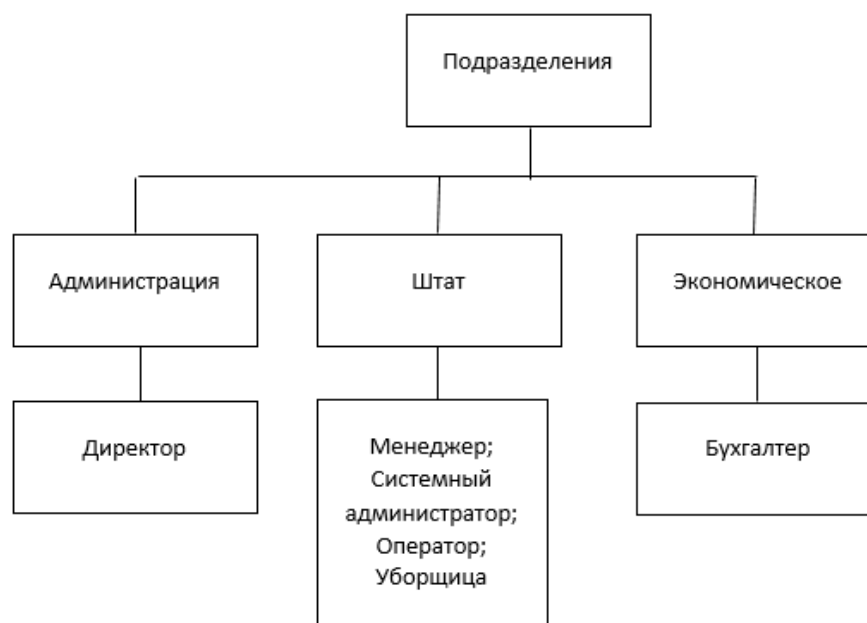 Подразделения
Администрация
Штат
Экономическое
Директор
Менеджер;
Системный
администратор;
Оператор;
Уборщица
Бухгалтер